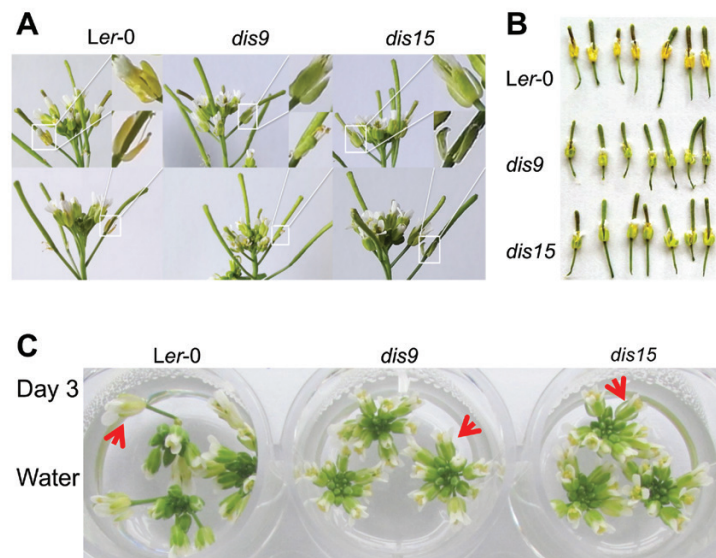 A
Ler-0 dis9 dis15
B
Ler-0
dis9
dis15
C
Ler-0 dis9 dis15
Day 3
Water